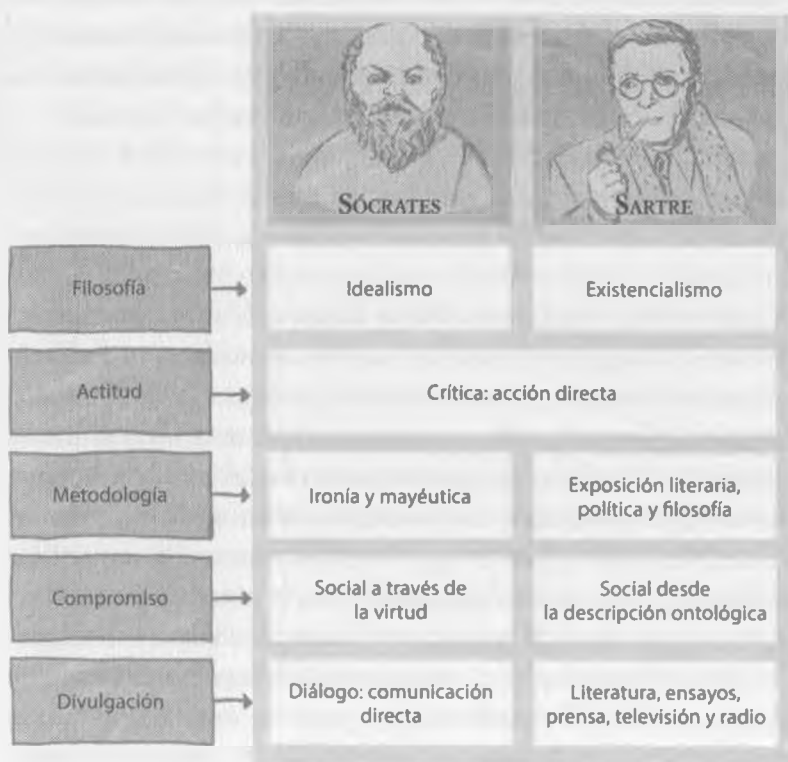 SÓCRATES
SARTRE
Filosofía
Idealismo
Existencialismo
Actitud
Crítica: acción directa
Metodología
Ironía y mayéutica
Exposición literaria,
política y filosofía
Compromiso
Social a través de
la virtud
Social desde
la descripción ontológica
Divulgación
Diálogo: comunicación
directa
Literatura, ensayos,
prensa, televisión y radio